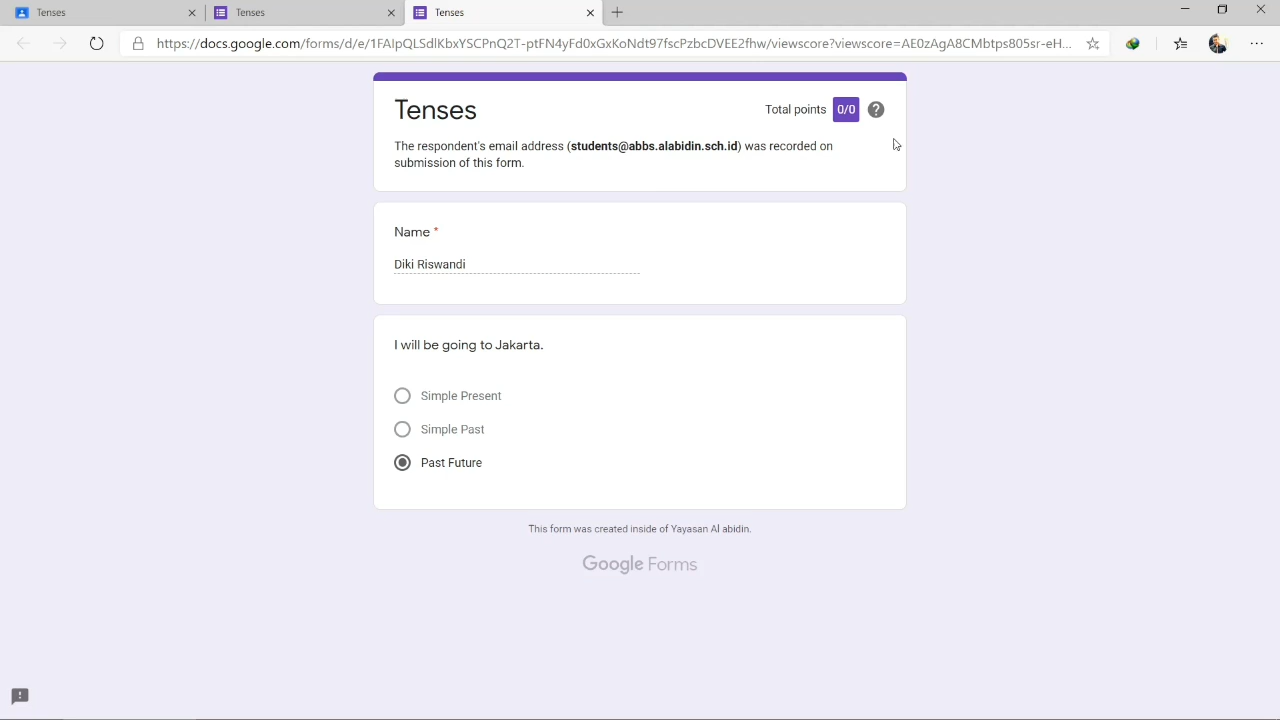 Tenses
Tenses
Tenses
https://docs.google.com/forms/d/e/1FAIpQLSdlKbxYSCPnQ2T-ptFN4yFd0xGxKoNdt97fscPzbcDVEE2fhw/viewscore?viewscore=AE0zAgA8CMbtps805sr-eH...
Tenses
Total points 0/0
The respondent's email address (students@abbs.alabidin.sch.id) was recorded on
submission of this form.
Name *
Diki Riswandi
I will be going to Jakarta.
Simple Present
Simple Past
Past Future
This form was created inside of Yayasan Al abidin.
Google Forms